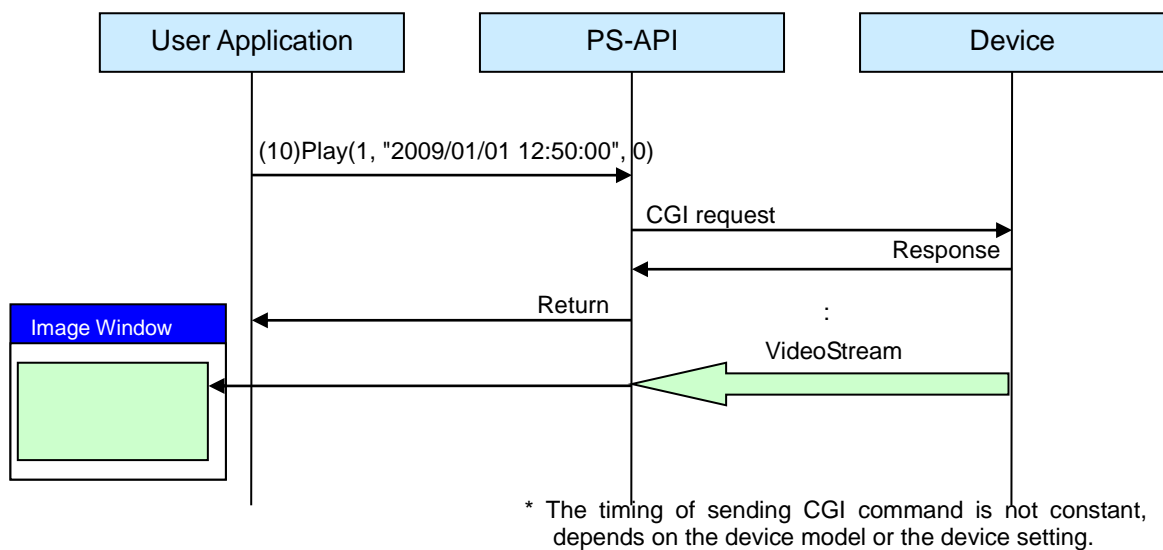 User Application
PS-API
Device
(10)Play(1, "2009/01/01 12:50:00", 0)
CGI request
Response
Return
:
Image Window
VideoStream
* The timing of sending CGI command is not constant,
depends on the device model or the device setting.